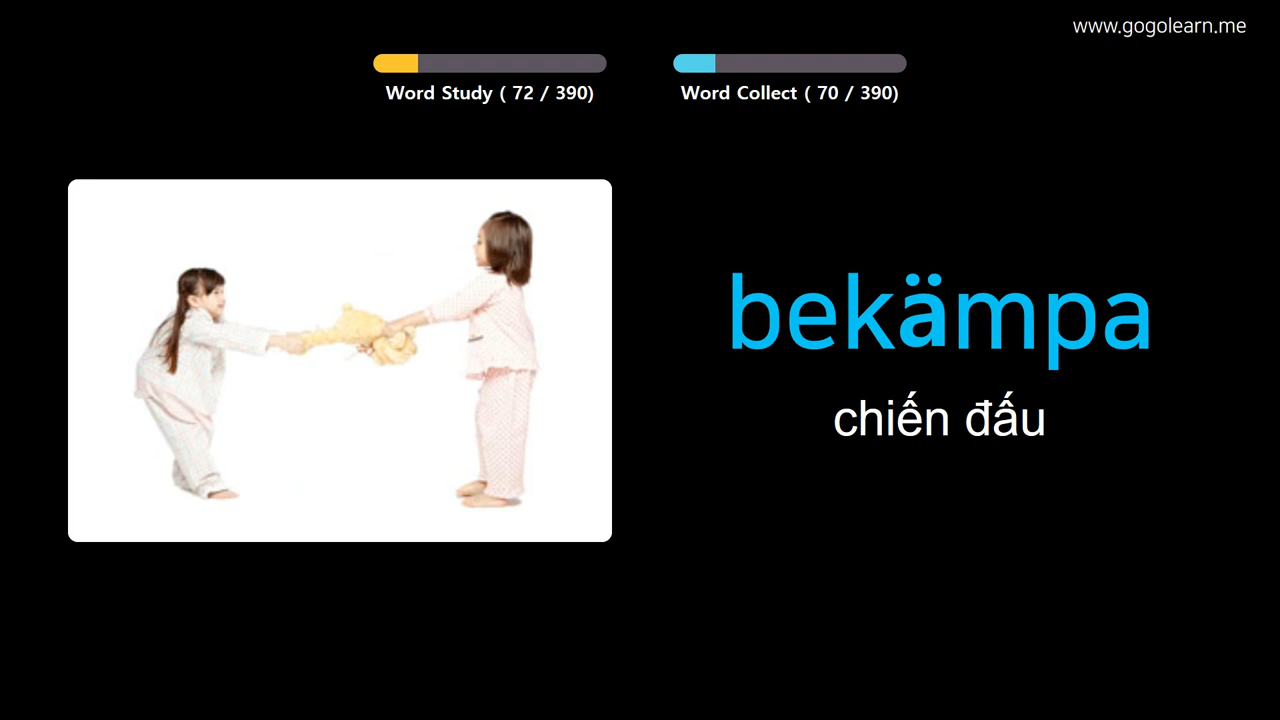 www.gogolearn.me
Word Study ( 72 / 390)
Word Collect ( 70 / 390)
bekämpa
chiến đấu